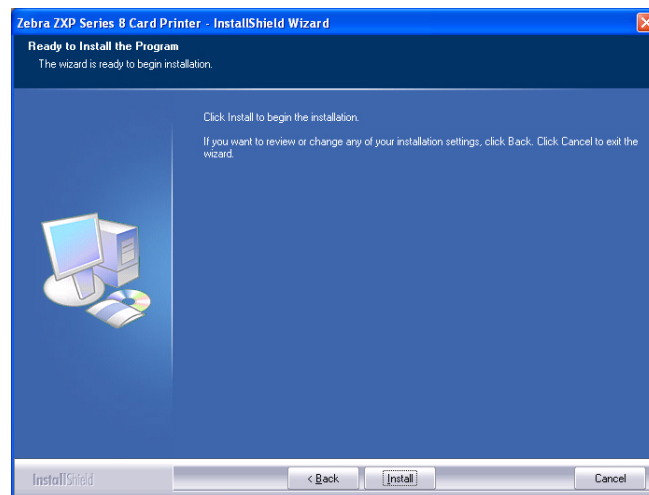 Zebra ZXP Series 8 Card Printer - InstallShield Wizard
Ready to Install the Program
The wizard is ready to begin installation.
Click Install to begin the installation.
If you want to review or change any of your installation settings, click Back. Click Cancel to exit the
wizard.
InstallShield
< Back
Install
Cancel